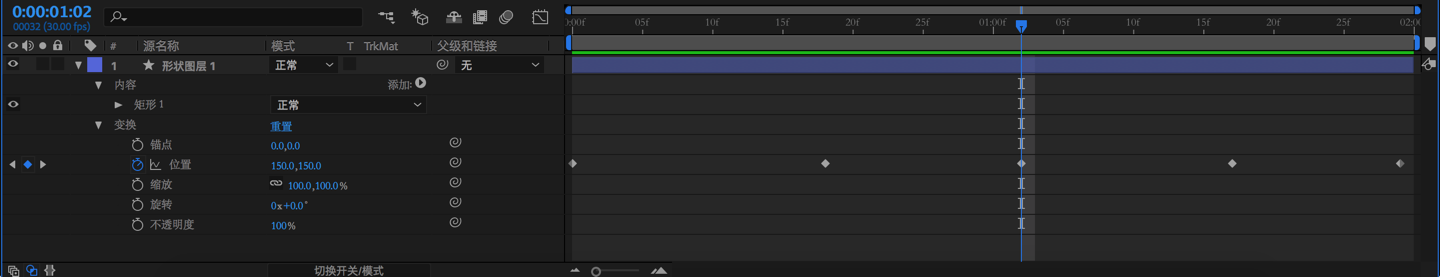 0:00:01:02
00032 (30.00 fps)
:00f 05f 10f 15f 20f 25f 01:00f 05f 10f 15f 20f 25f 02:00
# 源名称 模式 T TrkMat 父级和链接
1 形状图层 1 正常 无
内容 添加:
矩形 1 正常
变换 重置
锚点 0.0,0.0
位置 150.0,150.0
缩放 100.0,100.0%
旋转 0x+0.0°
不透明度 100%
切换开关/模式